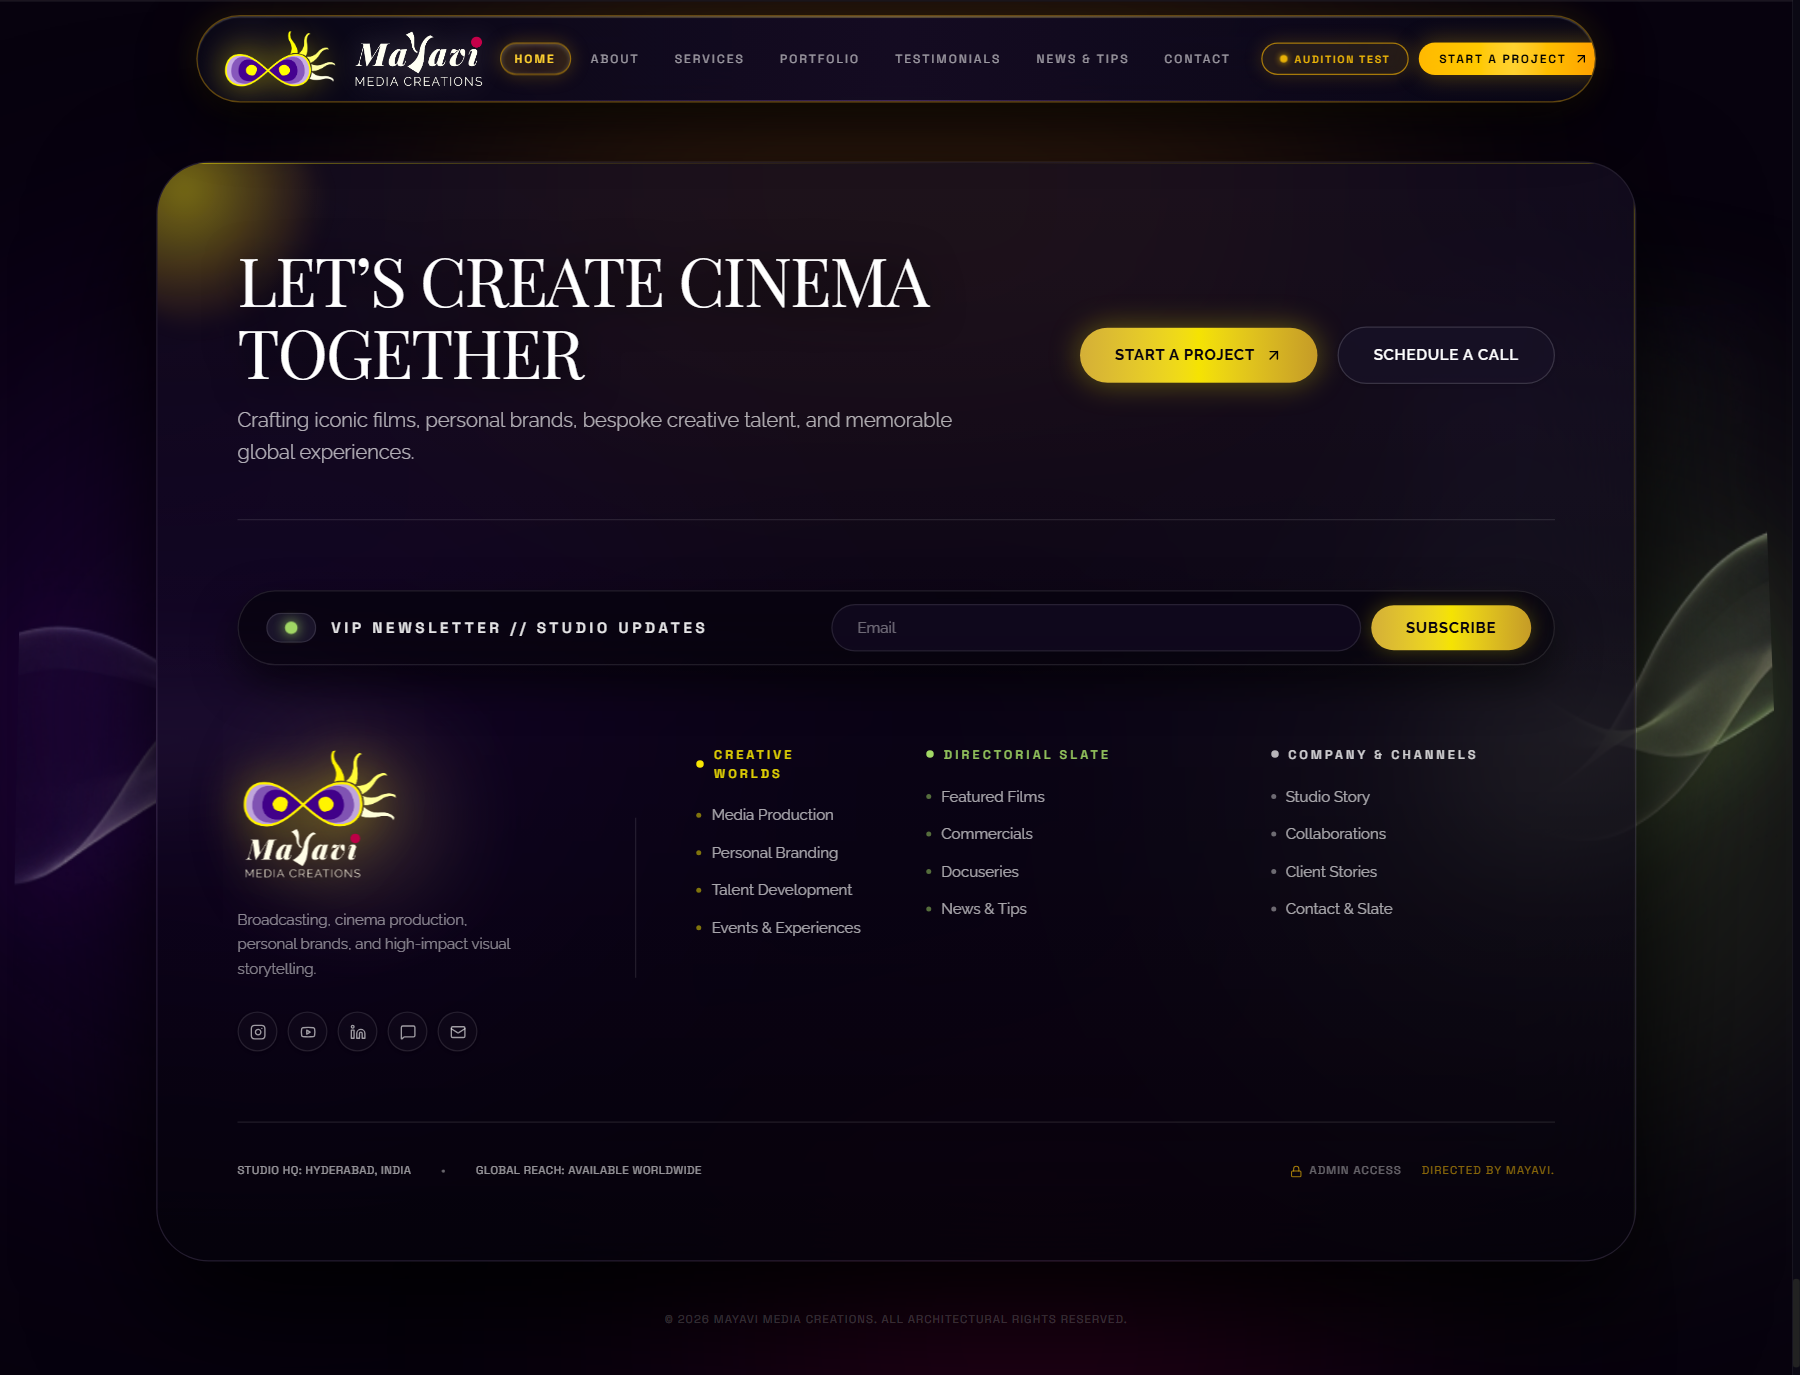 MaYavi
MEDIA CREATIONS
HOME
ABOUT
SERVICES
PORTFOLIO
TESTIMONIALS
NEWS & TIPS
CONTACT
AUDITION TEST
START A PROJECT
LET’S CREATE CINEMA
TOGETHER
Crafting iconic films, personal brands, bespoke creative talent, and memorable
global experiences.
START A PROJECT
SCHEDULE A CALL
VIP NEWSLETTER // STUDIO UPDATES
Email
SUBSCRIBE
MaYavi
MEDIA CREATIONS
Broadcasting, cinema production,
personal brands, and high-impact visual
storytelling.
CREATIVE
WORLDS
Media Production
Personal Branding
Talent Development
Events & Experiences
DIRECTORIAL SLATE
Featured Films
Commercials
Docuseries
News & Tips
COMPANY & CHANNELS
Studio Story
Collaborations
Client Stories
Contact & Slate
STUDIO HQ: HYDERABAD, INDIA • GLOBAL REACH: AVAILABLE WORLDWIDE
ADMIN ACCESS
DIRECTED BY MAYAVI.
© 2026 MAYAVI MEDIA CREATIONS. ALL ARCHITECTURAL RIGHTS RESERVED.